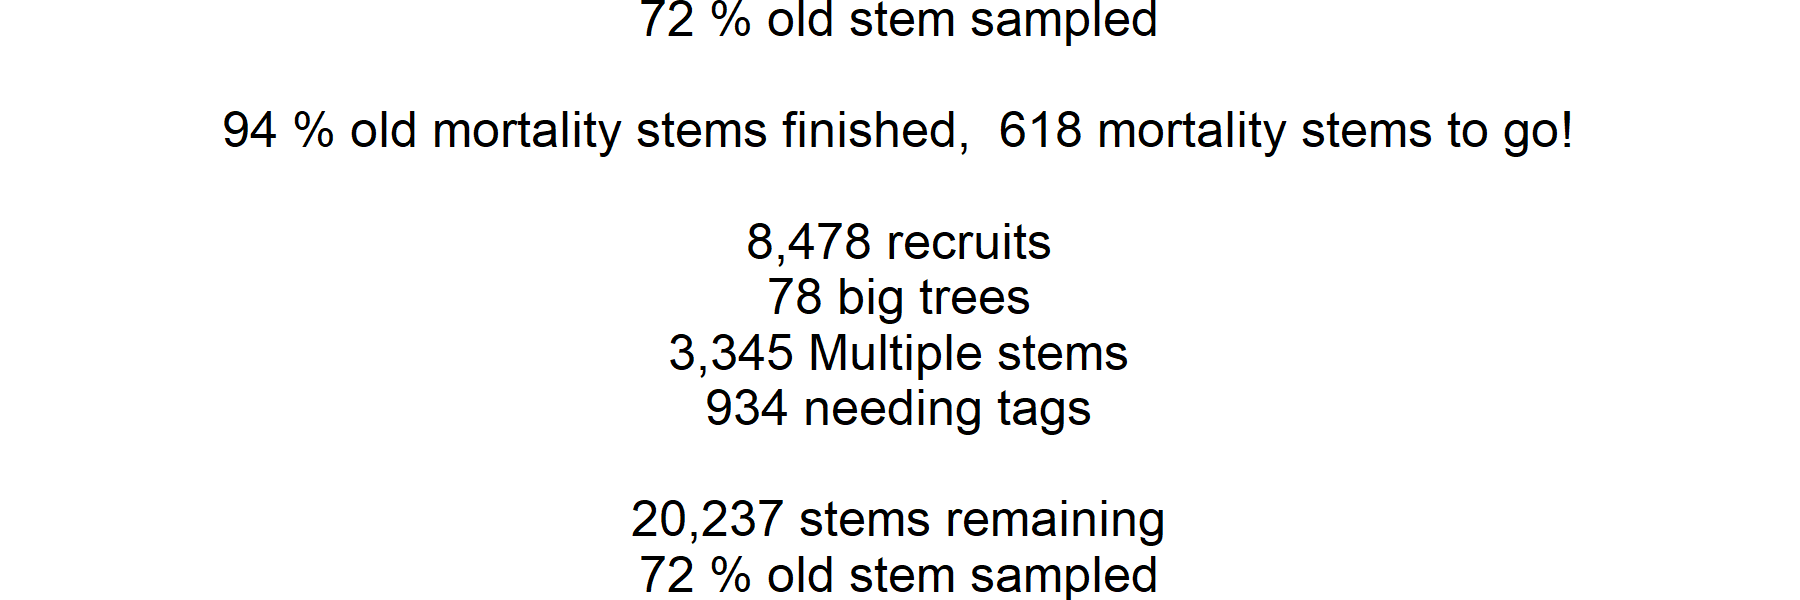 72 % old stem sampled
94 % old mortality stems finished,  618 mortality stems to go!
8,478 recruits
78 big trees
3,345 Multiple stems
934 needing tags
20,237 stems remaining
72 % old stem sampled